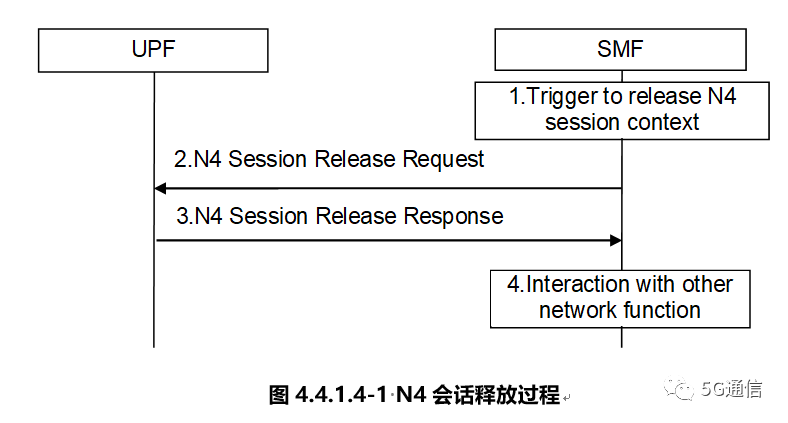 UPF
SMF
1.Trigger to release N4
session context
2.N4 Session Release Request
3.N4 Session Release Response
4.Interaction with other
network function
图 4.4.1.4-1 N4 会话释放过程
5G通信